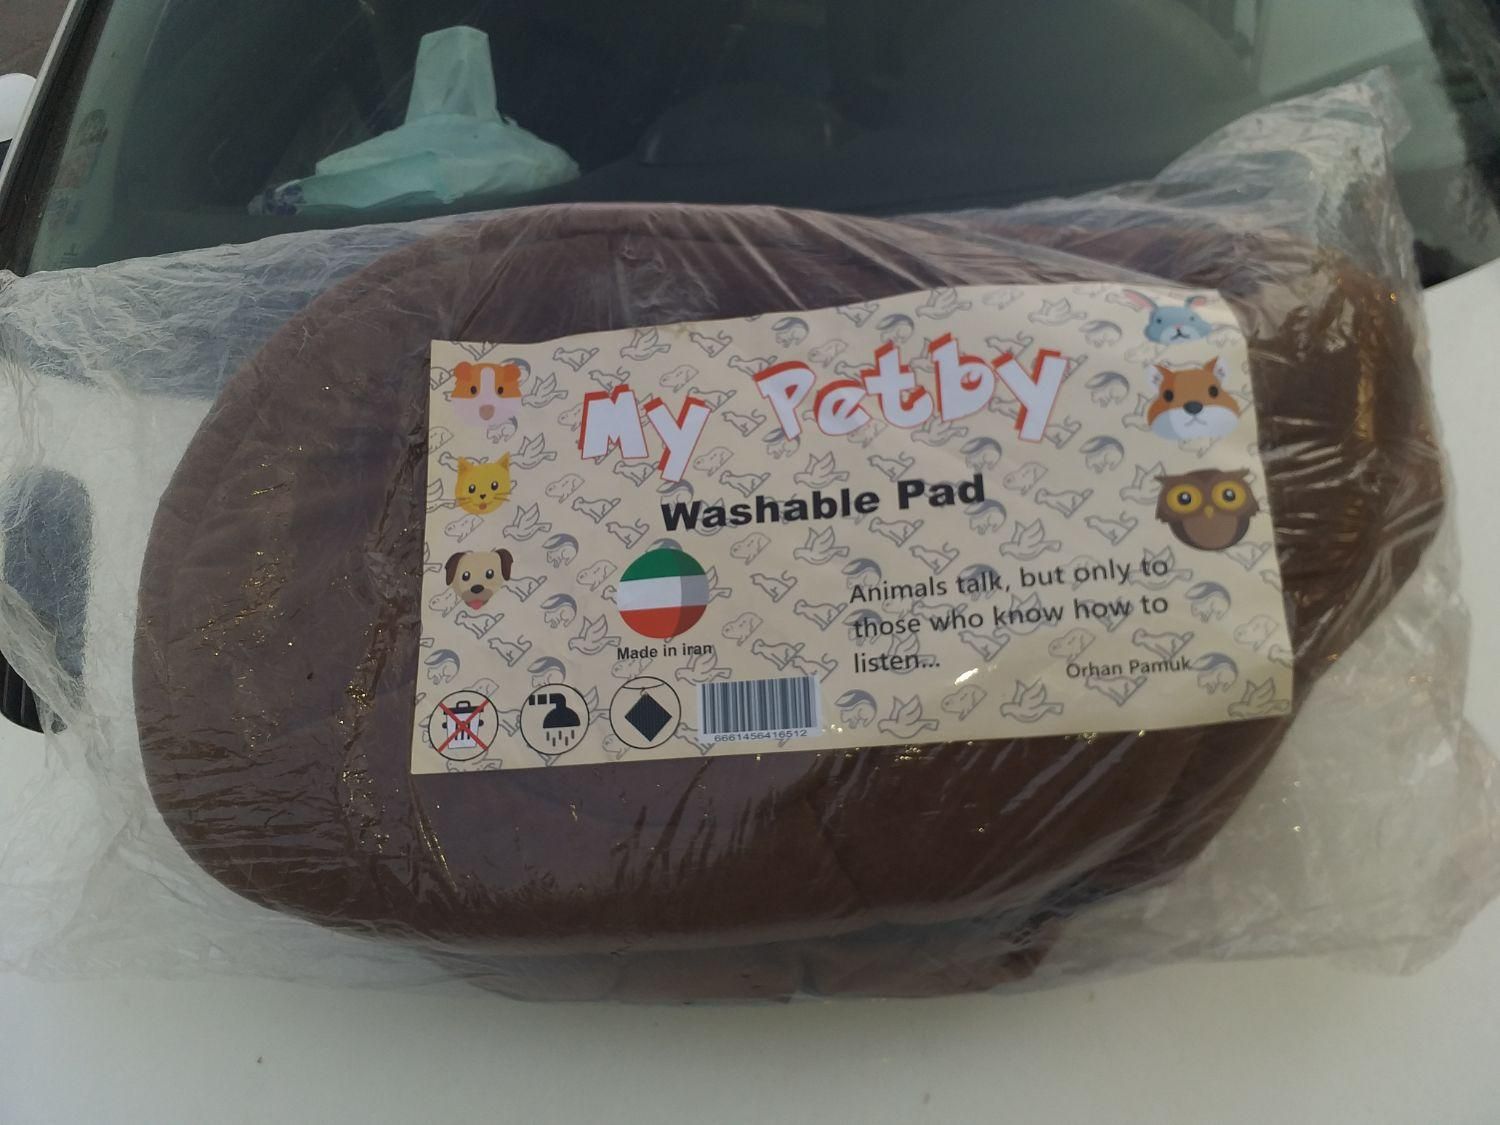 My Petby
Washable Pad
Animals talk, but only to
those who know how to
listen...
Orhan Pamuk
Made in iran
6661456416512